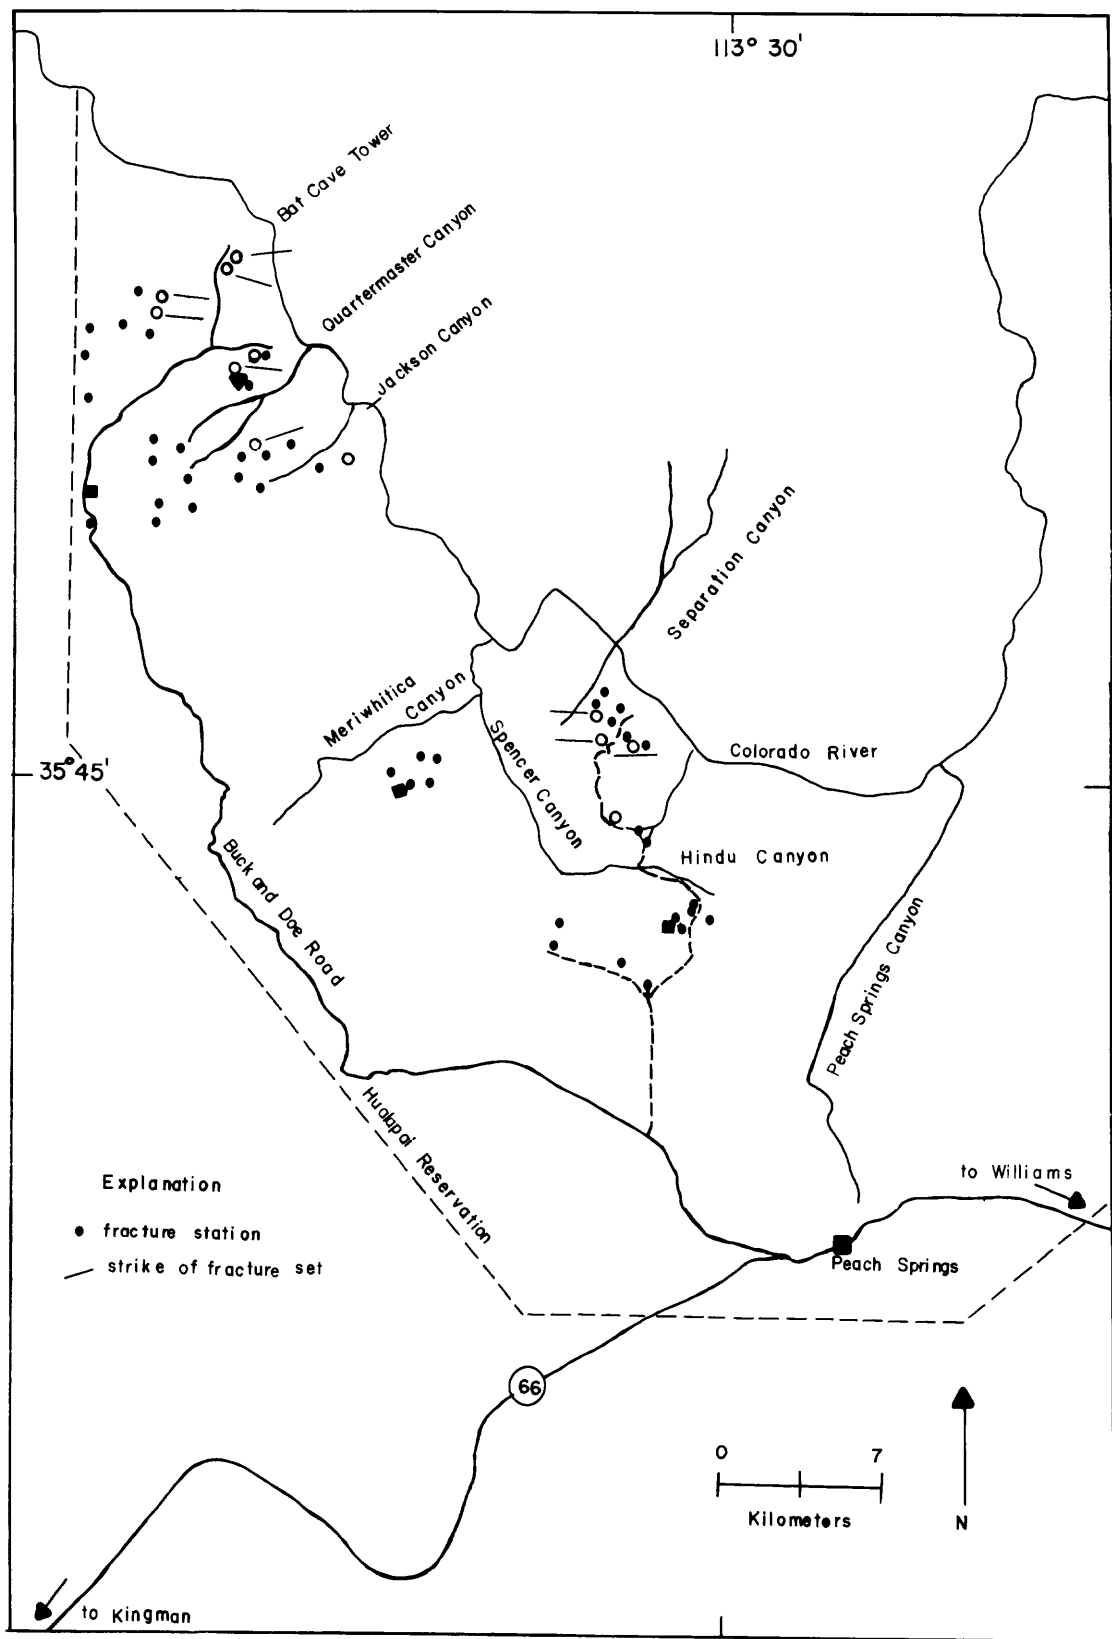 113° 30'
Bat Cave Tower
Quartermaster Canyon
Jackson Canyon
Separation Canyon
Meriwhitica
Canyon
Spencer Canyon
Colorado River
35° 45'
Buck and Doe Road
Hindu Canyon
Peach Springs Canyon
Hualapai Reservation
Explanation
fracture station
strike of fracture set
to Williams
Peach Springs
66
0 7
Kilometers
N
to Kingman